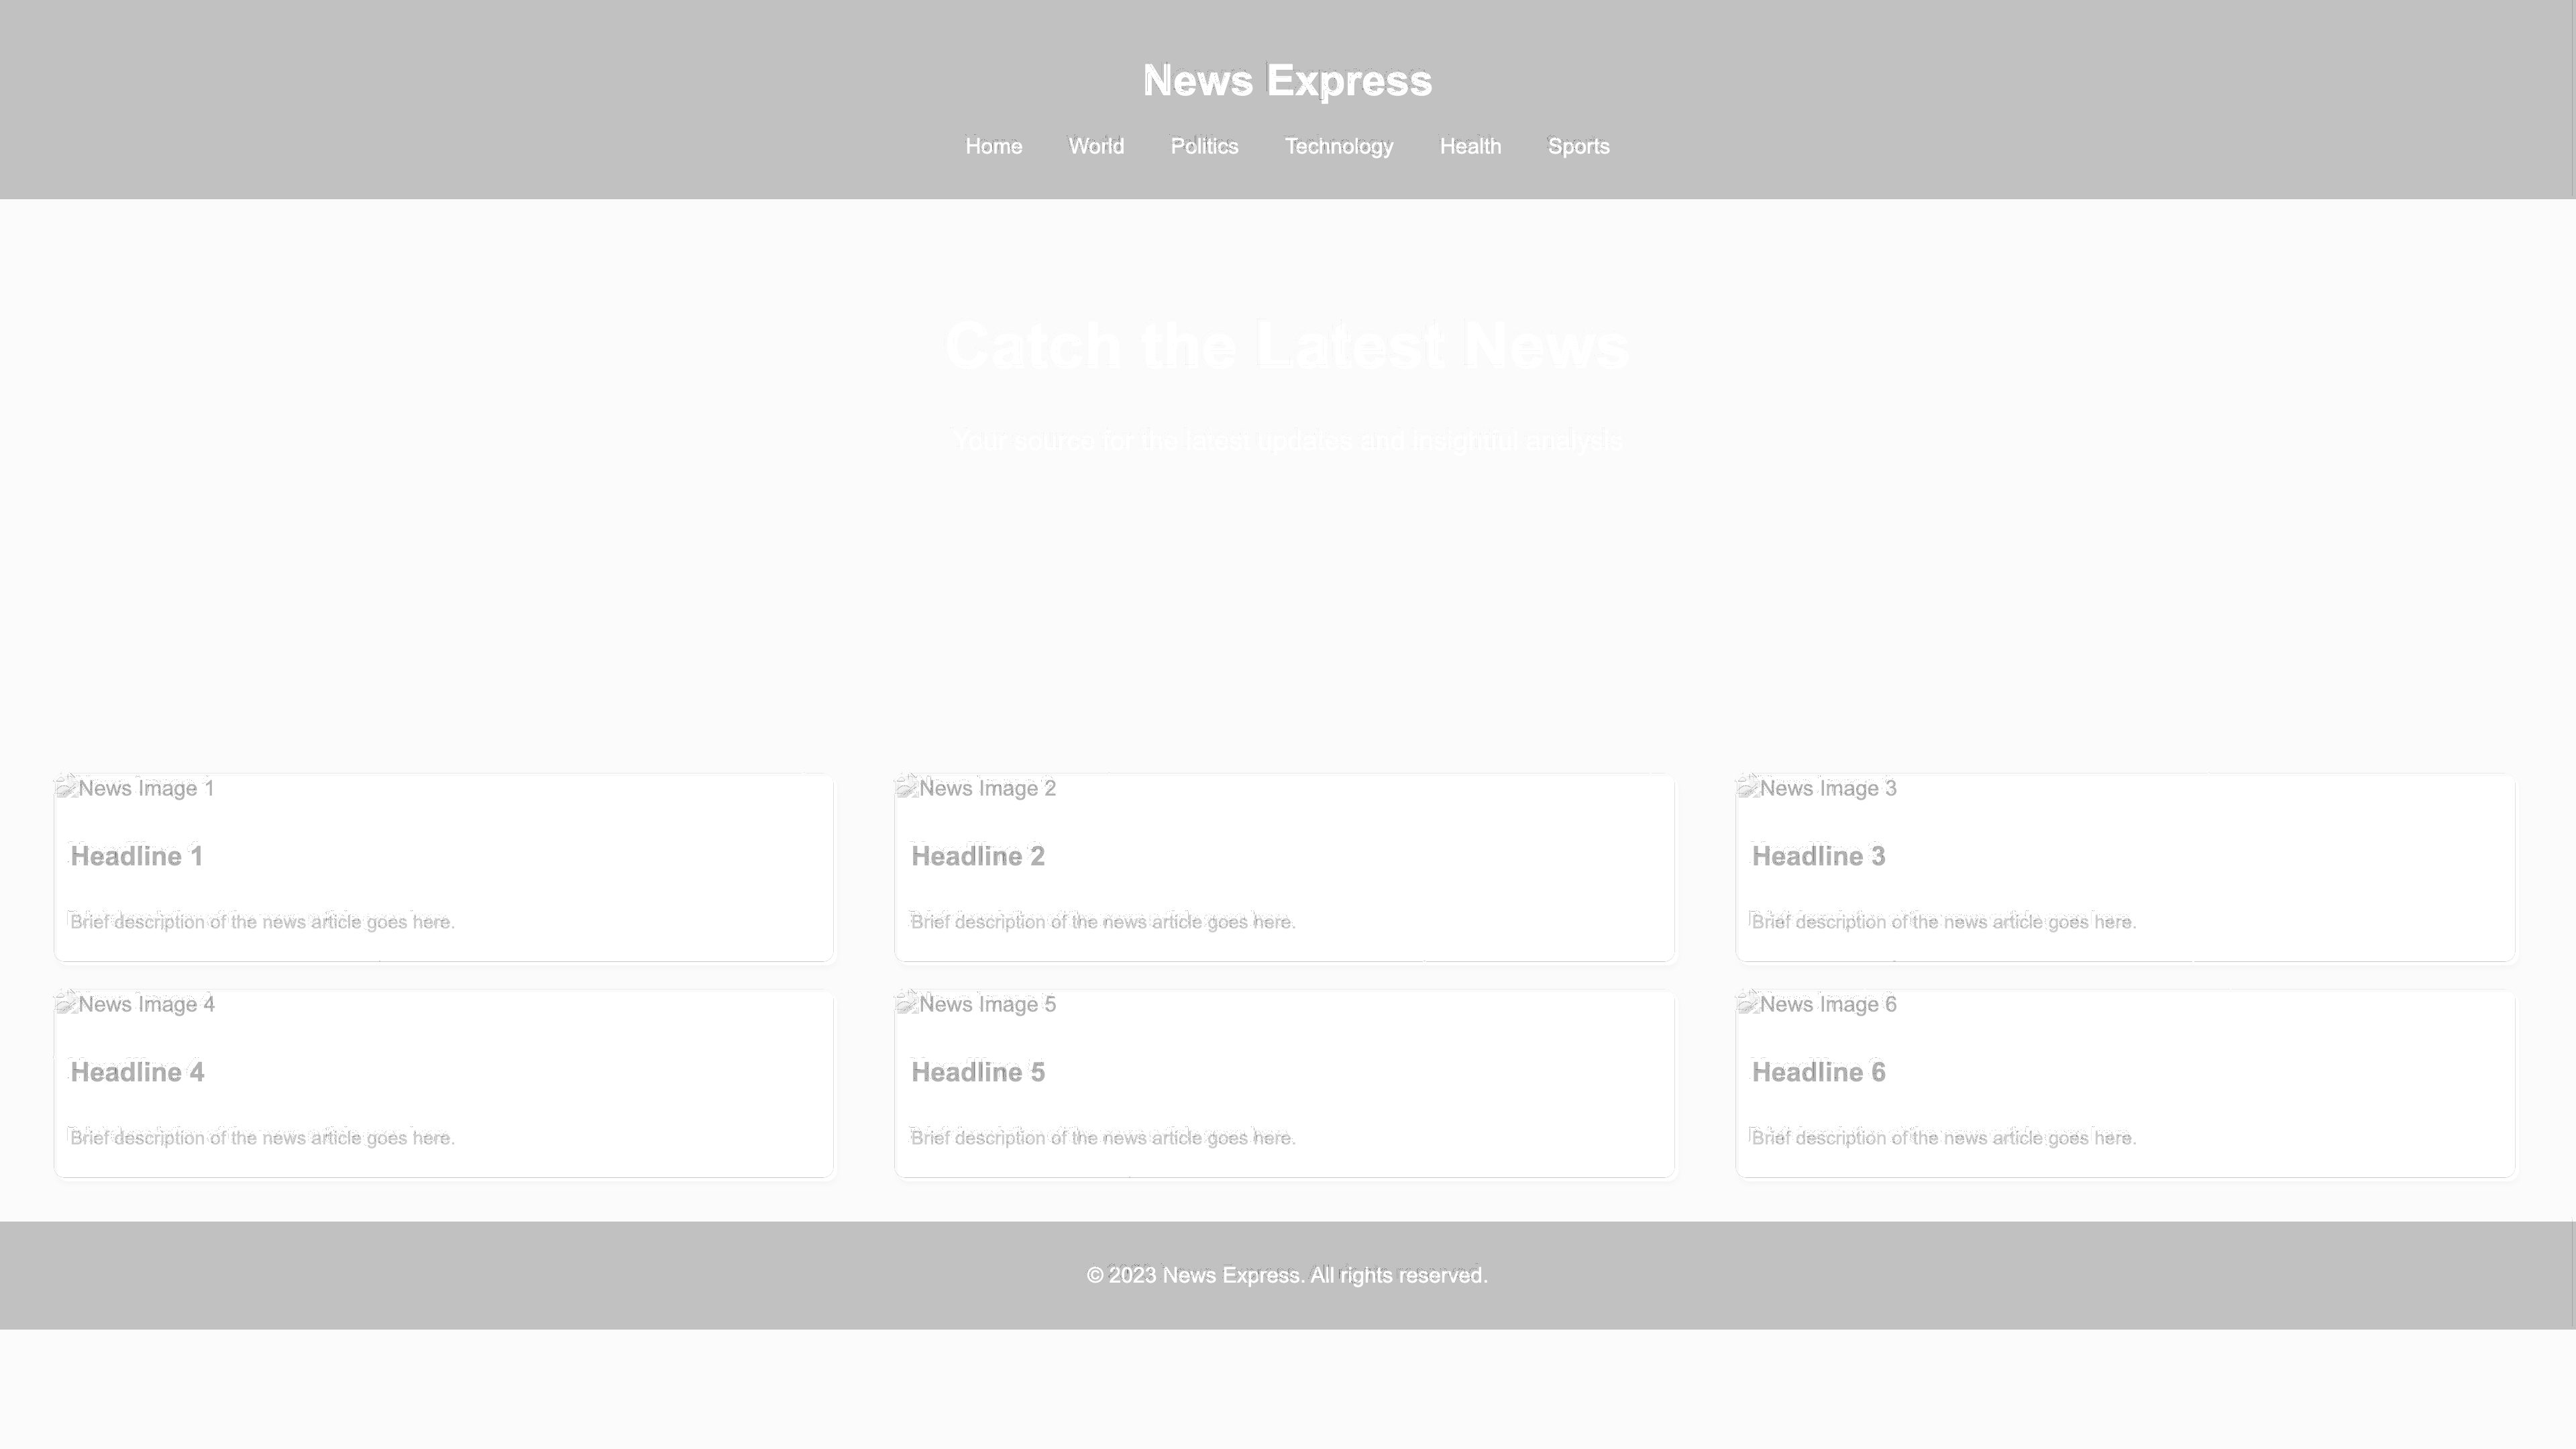 News Express
Home World Politics Technology Health Sports
Catch the Latest News
Your source for the latest updates and insightful analysis
News Image 1 News Image 2 News Image 3
Headline 1 Headline 2 Headline 3
Brief description of the news article goes here. Brief description of the news article goes here. Brief description of the news article goes here.
News Image 4 News Image 5 News Image 6
Headline 4 Headline 5 Headline 6
Brief description of the news article goes here. Brief description of the news article goes here. Brief description of the news article goes here.
© 2023 News Express. All rights reserved.